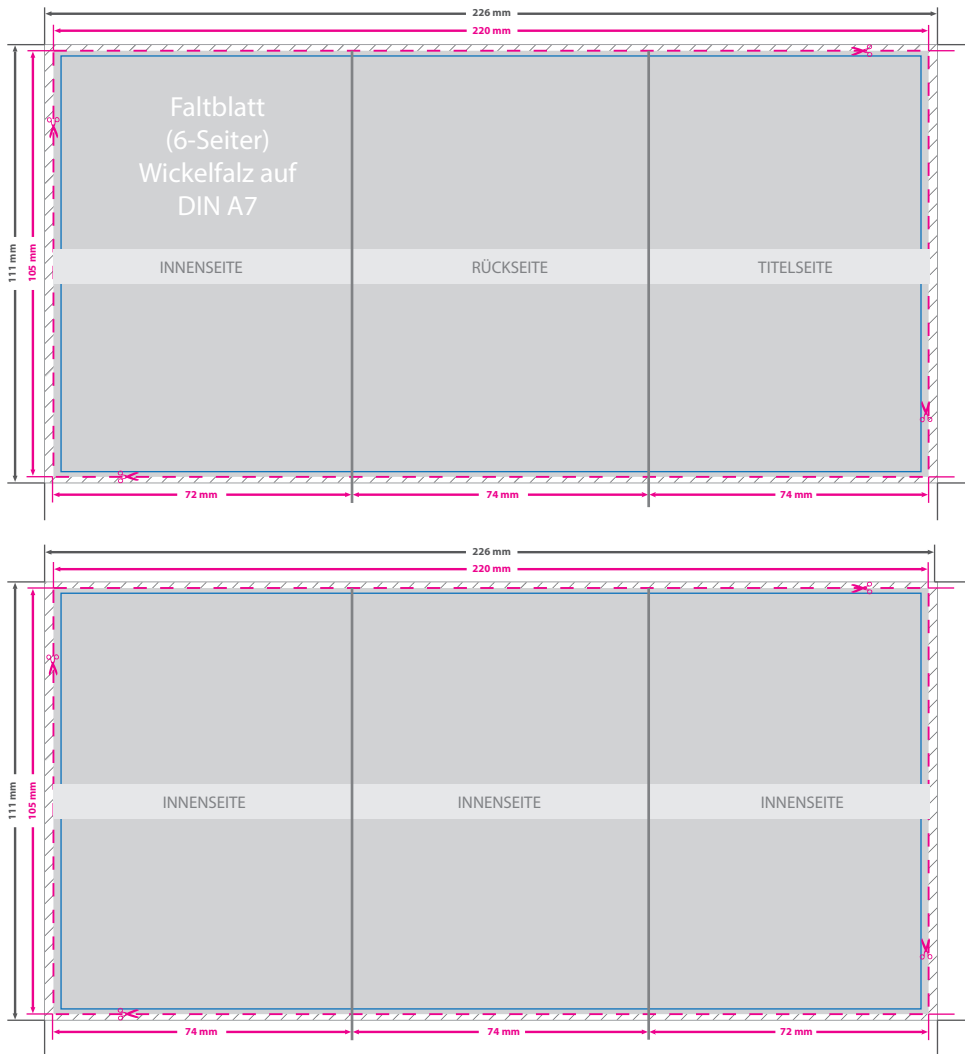 226 mm
220 mm
Faltblatt
(6-Seiter)
Wickelfalz auf
DIN A7
111 mm
105 mm
INNENSEITE
RÜCKSEITE
TITELSEITE
72 mm
74 mm
74 mm
226 mm
220 mm
111 mm
105 mm
INNENSEITE
INNENSEITE
INNENSEITE
74 mm
74 mm
72 mm